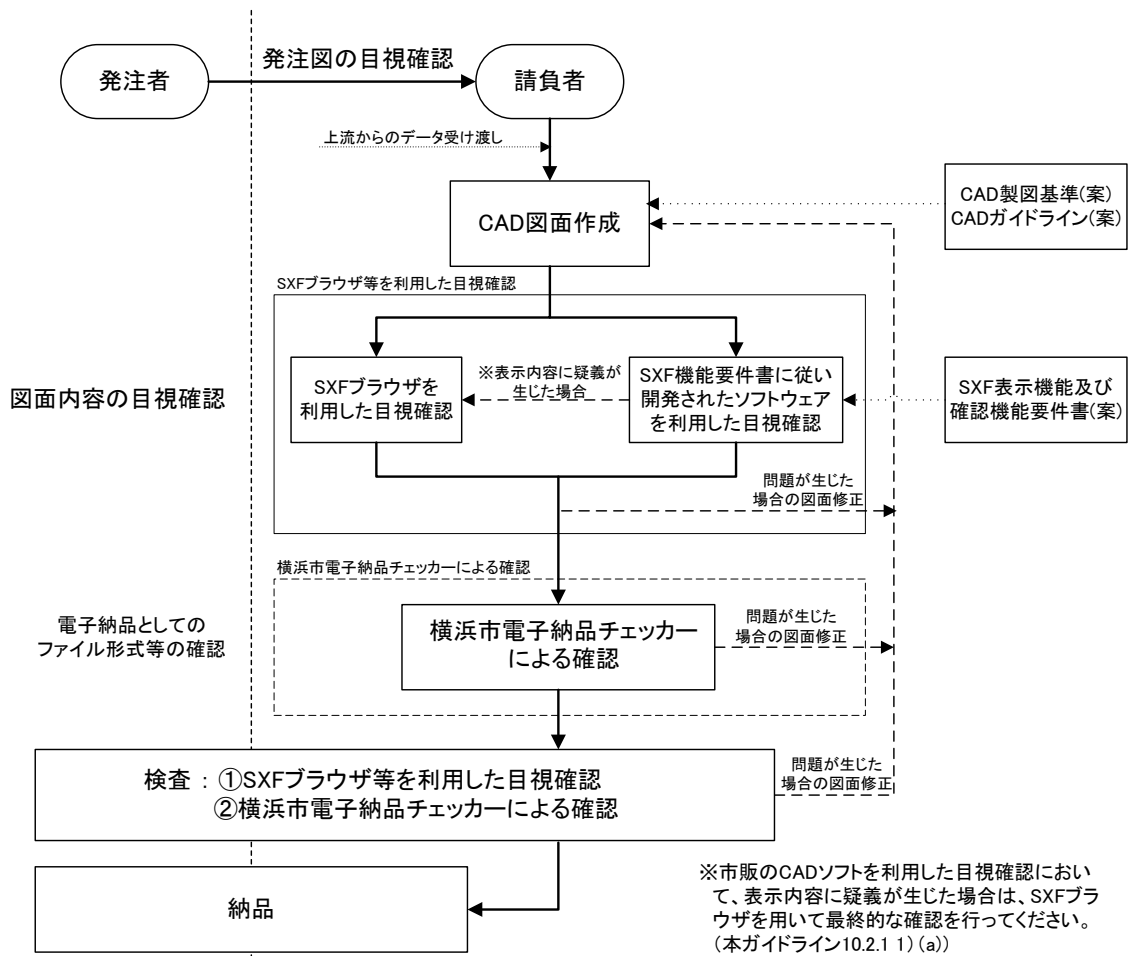 発注者
発注図の目視確認
請負者
上流からのデータ受け渡し
CAD図面作成
CAD製図基準(案)
CADガイドライン(案)
SXFブラウザ等を利用した目視確認
図面内容の目視確認
SXFブラウザを
利用した目視確認
※表示内容に疑義が
生じた場合
SXF機能要件書に従い
開発されたソフトウェア
を利用した目視確認
SXF表示機能及び
確認機能要件書(案)
問題が生じた
場合の図面修正
横浜市電子納品チェッカーによる確認
電子納品としての
ファイル形式等の確認
横浜市電子納品チェッカー
による確認
問題が生じた
場合の図面修正
検査 : ①SXFブラウザ等を利用した目視確認
②横浜市電子納品チェッカーによる確認
問題が生じた
場合の図面修正
納品
※市販のCADソフトを利用した目視確認におい
て、表示内容に疑義が生じた場合は、SXFブラ
ウザを用いて最終的な確認を行ってください。
(本ガイドライン10.2.1 1) (a))